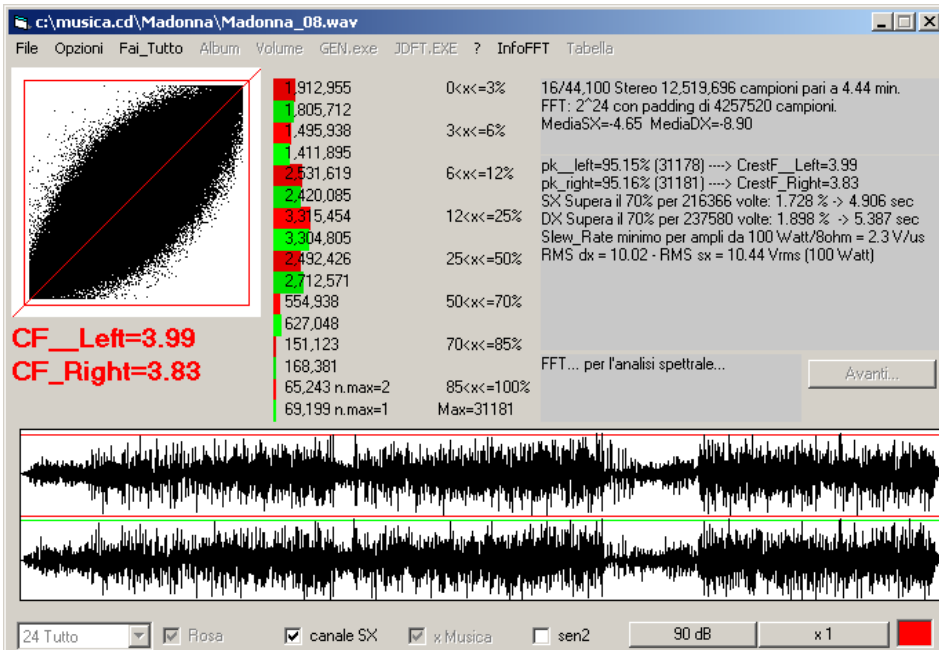 c:\musica.cd\Madonna\Madonna_08.wav
File Opzioni Fai_Tutto Album Volume GEN.exe JDFT.EXE ? InfoFFT Tabella
1,912,955 0<x<=3%
1,805,712
1,495,938 3<x<=6%
1,411,895
2,531,619 6<x<=12%
2,420,085
3,315,454 12<x<=25%
3,304,805
2,492,426 25<x<=50%
2,712,571
554,938 50<x<=70%
627,048
151,123 70<x<=85%
168,381
65,243 n.max=2 85<x<=100%
69,199 n.max=1 Max=31181
16/44,100 Stereo 12,519,696 campioni pari a 4.44 min.
FFT: 2^24 con padding di 4257520 campioni.
MediaSX=-4.65 MediaDX=-8.90
pk__left=95.15% (31178) ----> CrestF__Left=3.99
pk_right=95.16% (31181) ----> CrestF_Right=3.83
SX Supera il 70% per 216366 volte: 1.728 % -> 4.906 sec
DX Supera il 70% per 237580 volte: 1.898 % -> 5.387 sec
Slew_Rate minimo per ampli da 100 Watt/8ohm = 2.3 V/us
RMS dx = 10.02 - RMS sx = 10.44 Vrms (100 Watt)
CF__Left=3.99
CF_Right=3.83
FFT... per l'analisi spettrale...
Avanti...
24 Tutto Rosa canale SX x Musica sen2 90 dB x 1